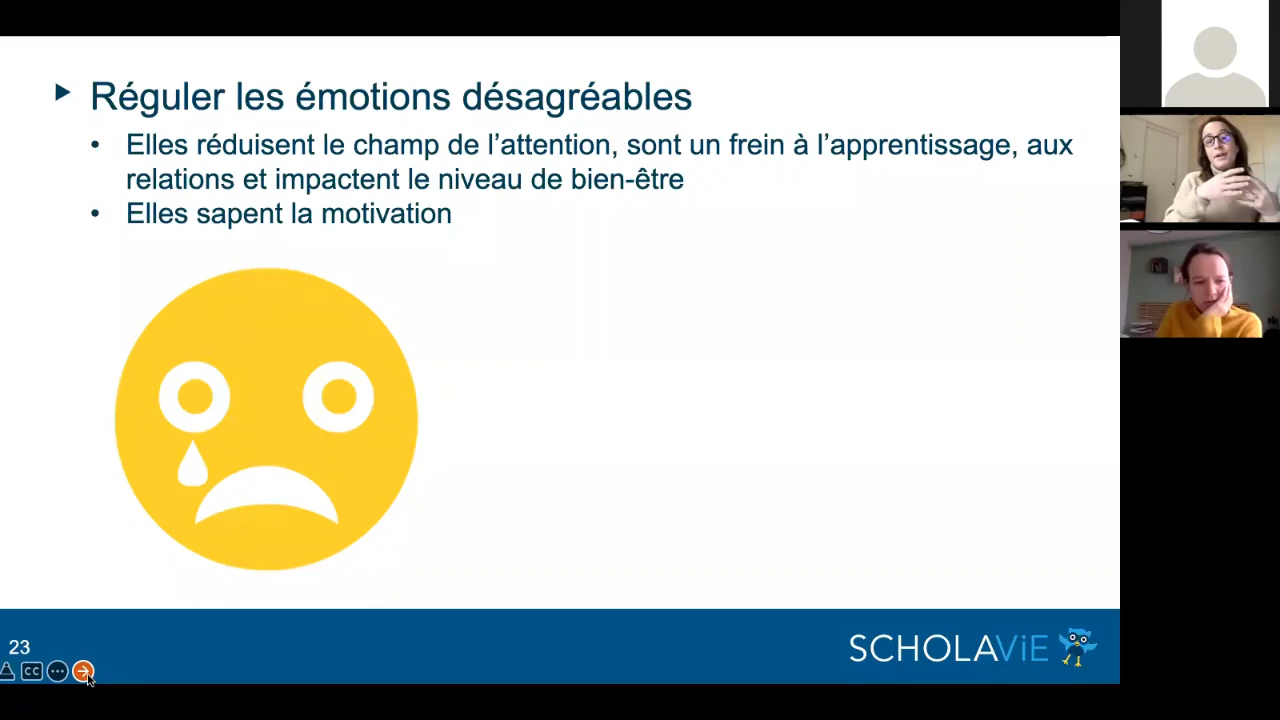 Réguler les émotions désagréables
• Elles réduisent le champ de l’attention, sont un frein à l’apprentissage, aux
relations et impactent le niveau de bien-être
• Elles sapent la motivation
23
CC
SCHOLAViE